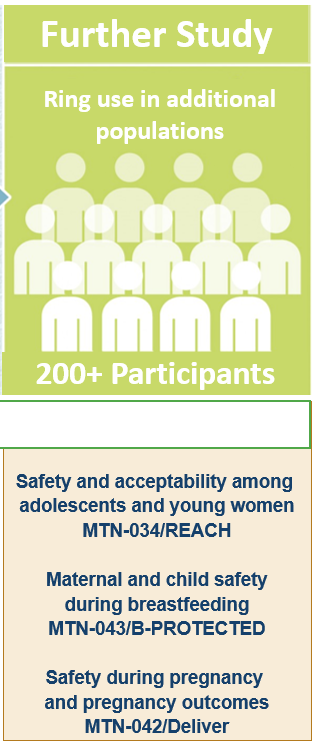 Further Study
Ring use in additional
populations
200+ Participants
Safety and acceptability among
adolescents and young women
MTN-034/REACH
Maternal and child safety
during breastfeeding
MTN-043/B-PROTECTED
Safety during pregnancy
and pregnancy outcomes
MTN-042/Deliver